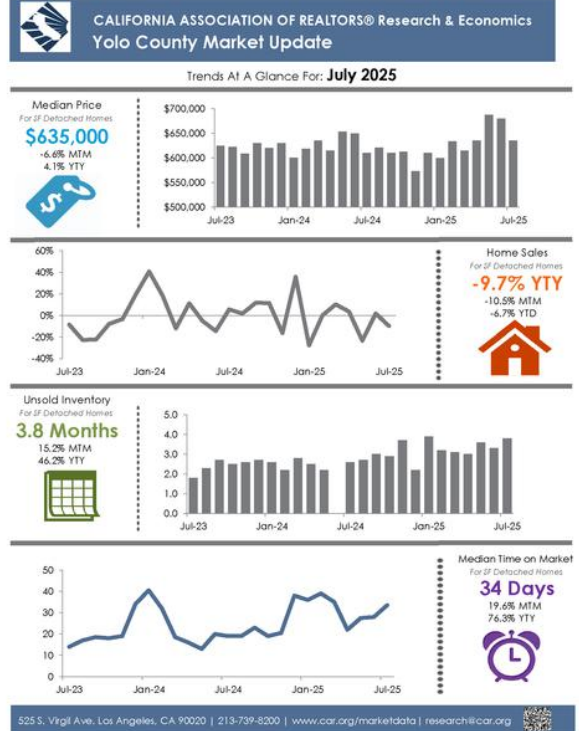 CALIFORNIA ASSOCIATION OF REALTORS® Research & Economics
Yolo County Market Update
Trends At A Glance For: July 2025
Median Price
For SF Detached Homes
$635,000
-6.6% MTM
4.1% YTY
$
$700,000
$650,000
$600,000
$550,000
$500,000
Jul-23 Jan-24 Jul-24 Jan-25 Jul-25
60%
40%
20%
0%
-20%
-40%
Jul-23 Jan-24 Jul-24 Jan-25 Jul-25
Home Sales
For SF Detached Homes
-9.7% YTY
-10.5% MTM
-6.7% YTD
Unsold Inventory
For SF Detached Homes
3.8 Months
15.2% MTM
46.2% YTY
5.0
4.0
3.0
2.0
1.0
0.0
Jul-23 Jan-24 Jul-24 Jan-25 Jul-25
50
40
30
20
10
0
Jul-23 Jan-24 Jul-24 Jan-25 Jul-25
Median Time on Market
For SF Detached Homes
34 Days
19.6% MTM
76.3% YTY
525 S. Virgil Ave. Los Angeles, CA 90020 | 213-739-8200 | www.car.org/marketdata | research@car.org